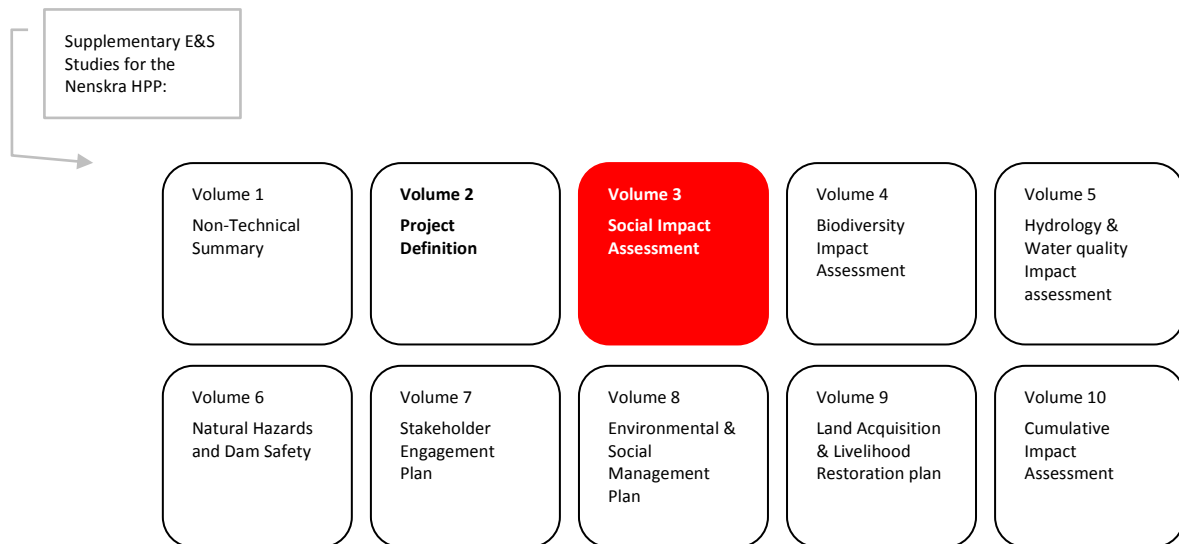 Supplementary E&S
Studies for the
Nenskra HPP:
Volume 1
Non-Technical
Summary
Volume 2
Project
Definition
Volume 3
Social Impact
Assessment
Volume 4
Biodiversity
Impact
Assessment
Volume 5
Hydrology &
Water quality
Impact
assessment
Volume 6
Natural Hazards
and Dam Safety
Volume 7
Stakeholder
Engagement
Plan
Volume 8
Environmental &
Social
Management
Plan
Volume 9
Land Acquisition
& Livelihood
Restoration plan
Volume 10
Cumulative
Impact
Assessment